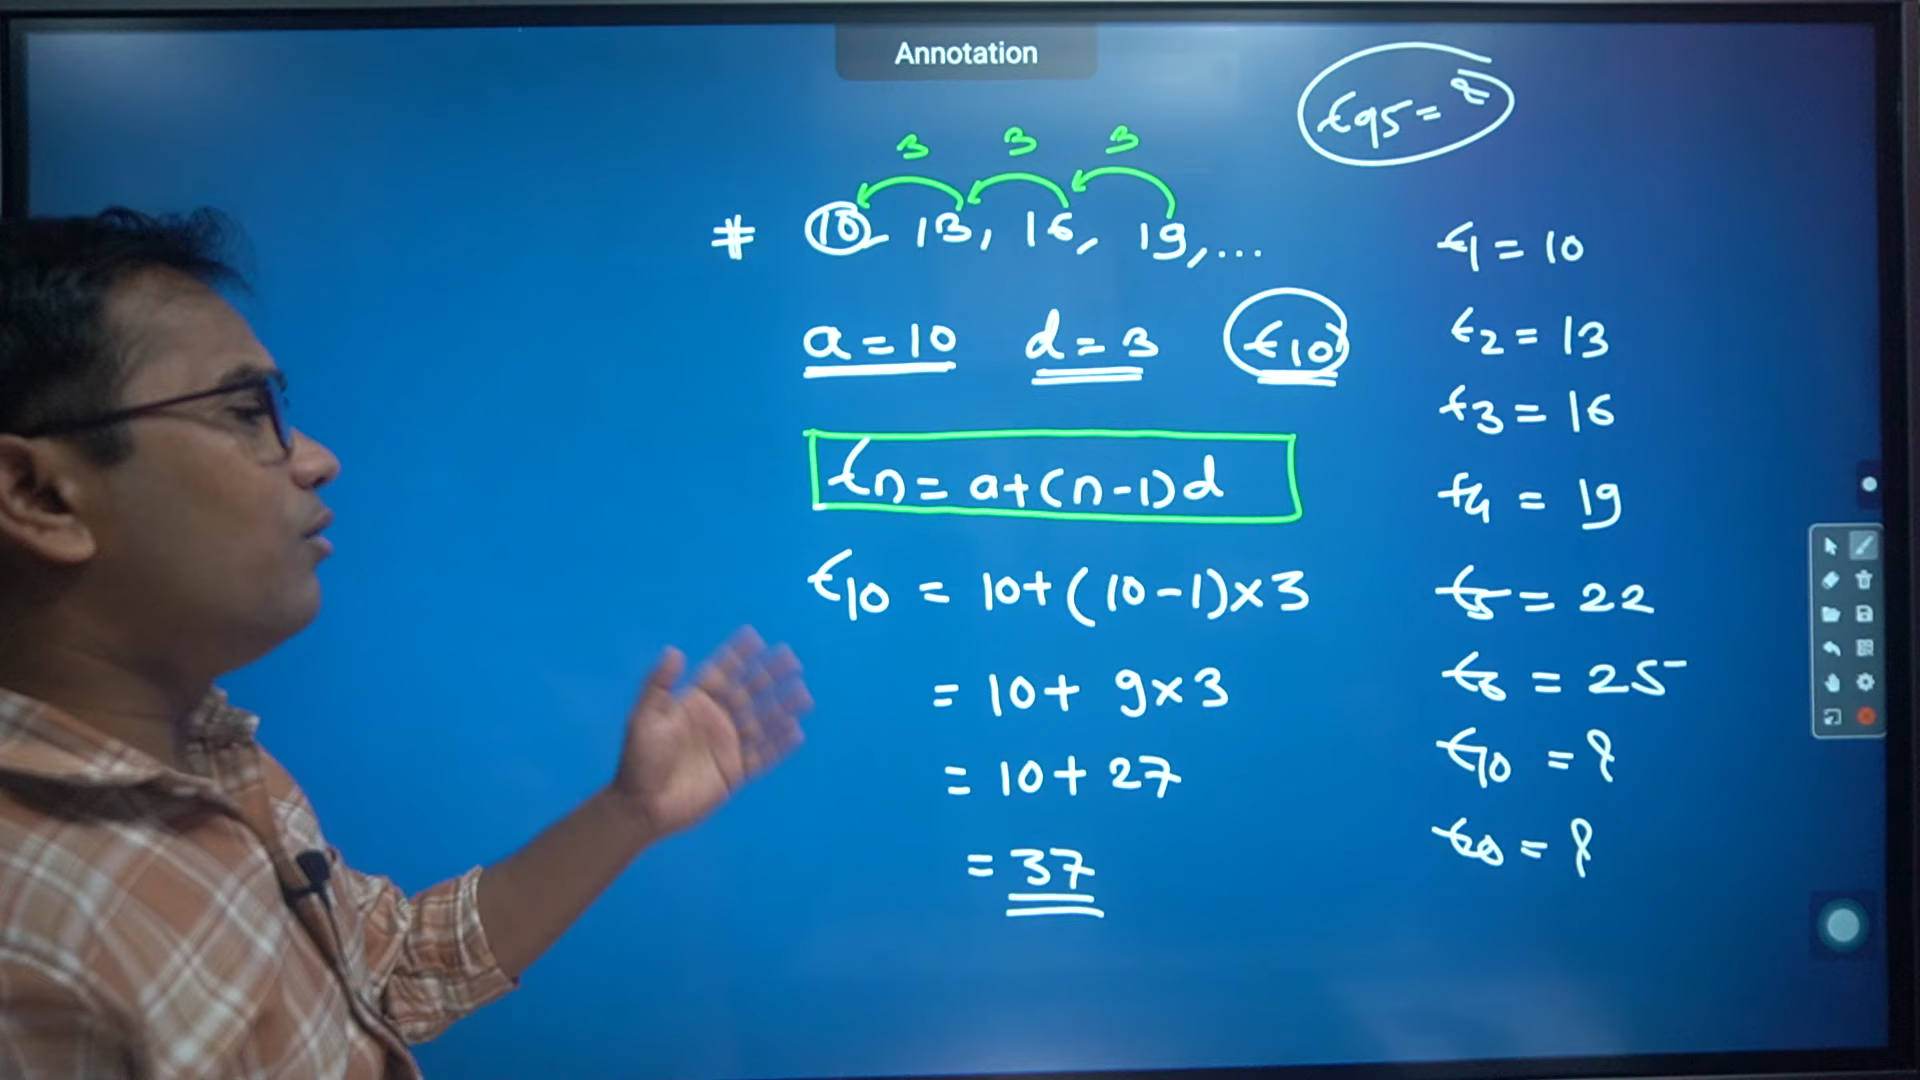 Annotation
t95 = ?
3 3 3
# 10, 13, 16, 19, ...
a = 10 d = 3 t10
tn = a+(n-1)d
t10 = 10+(10-1)×3
= 10+ 9×3
= 10+ 27
= 37
t1 = 10
t2 = 13
t3 = 16
t4 = 19
t5 = 22
t6 = 25
t10 = ?
= ?